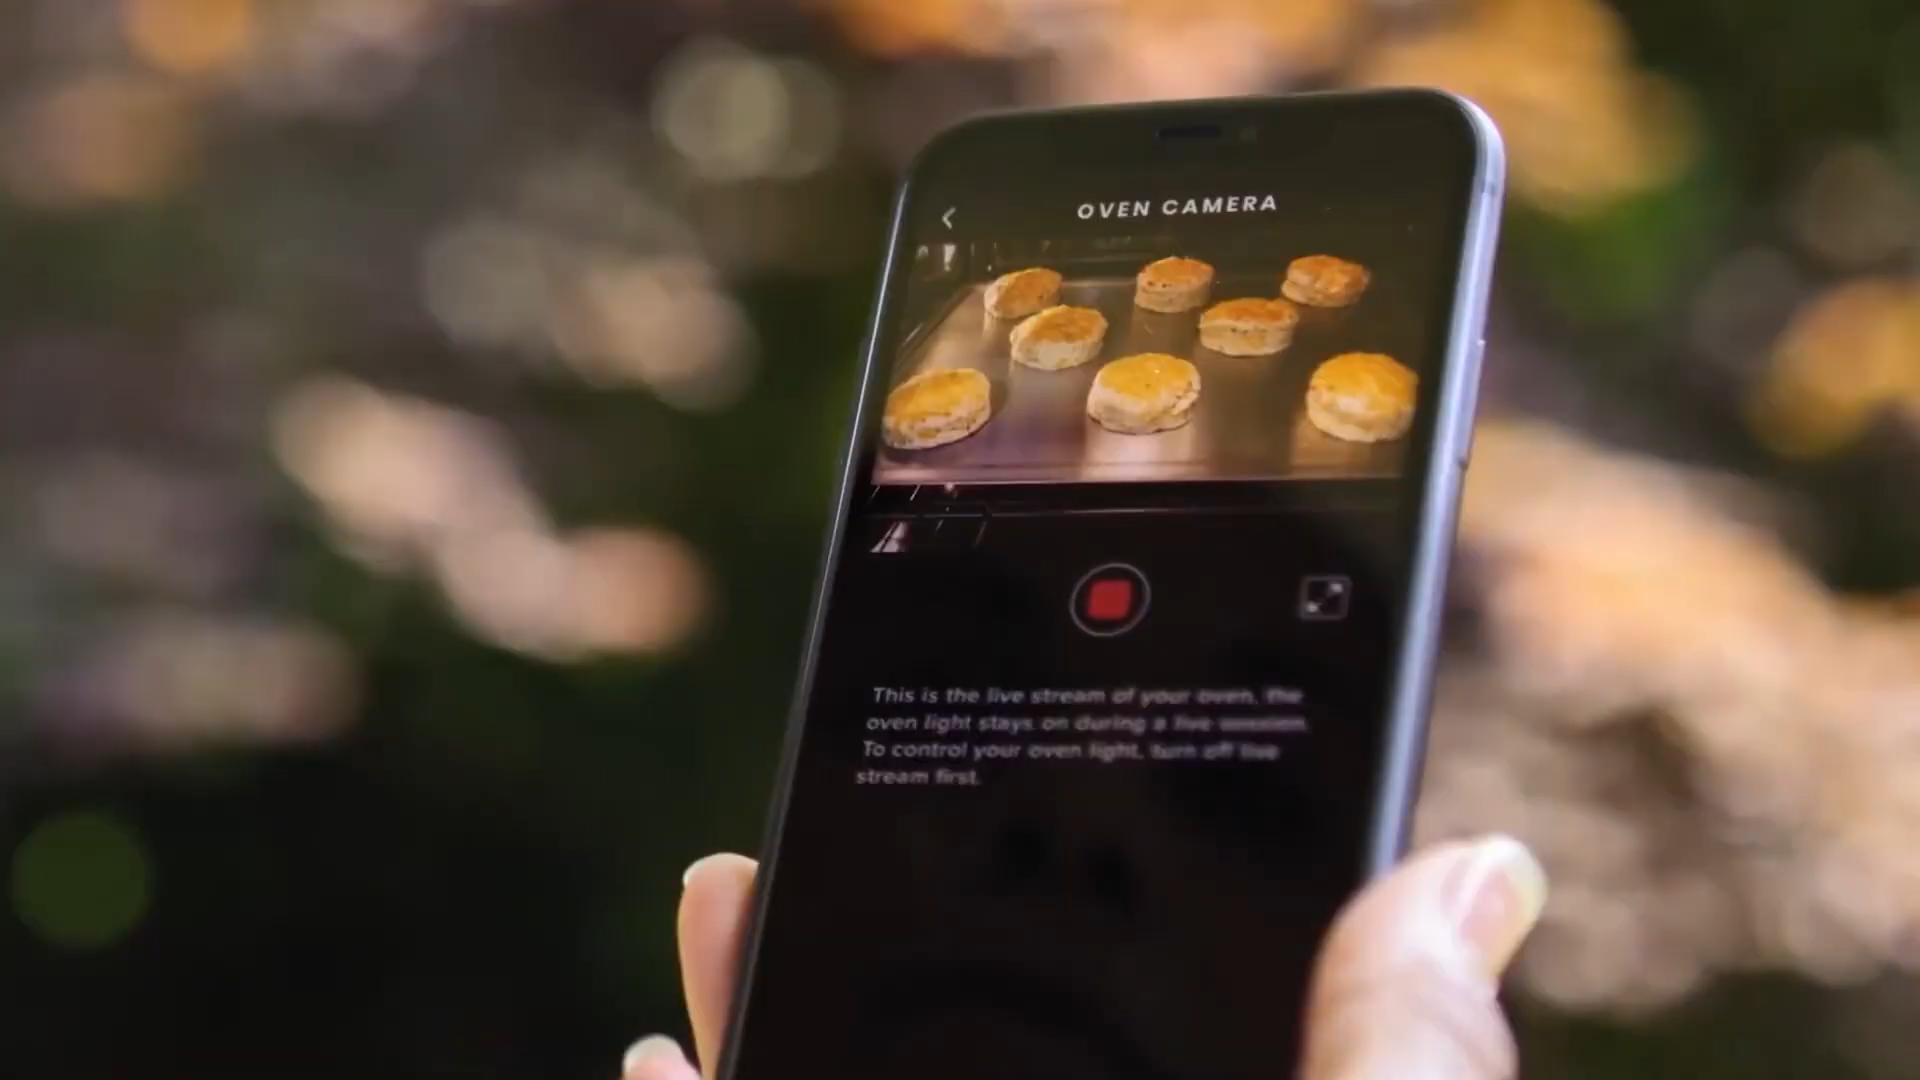 OVEN CAMERA
This is the live stream of your oven, the
oven light stays on during a live session.
To control your oven light, turn off live
stream first.